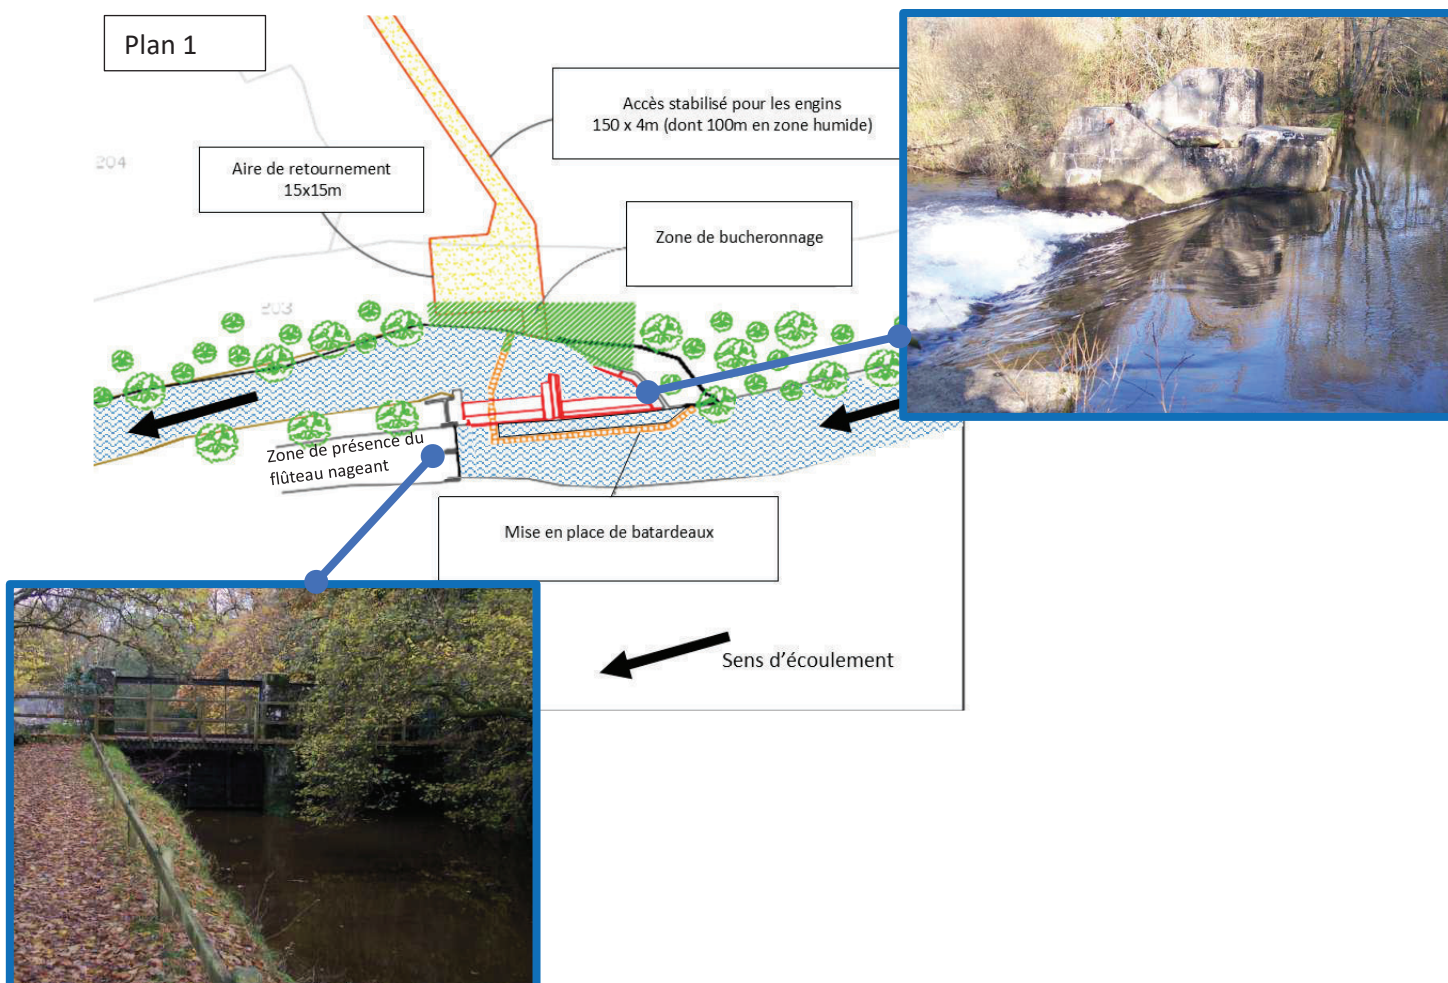 Plan 1
Accès stabilisé pour les engins
150 x 4m (dont 100m en zone humide)
204
Aire de retournement
15x15m
Zone de bucheronnage
203
Zone de présence du
flûteau nageant
Mise en place de batardeaux
Sens d'écoulement